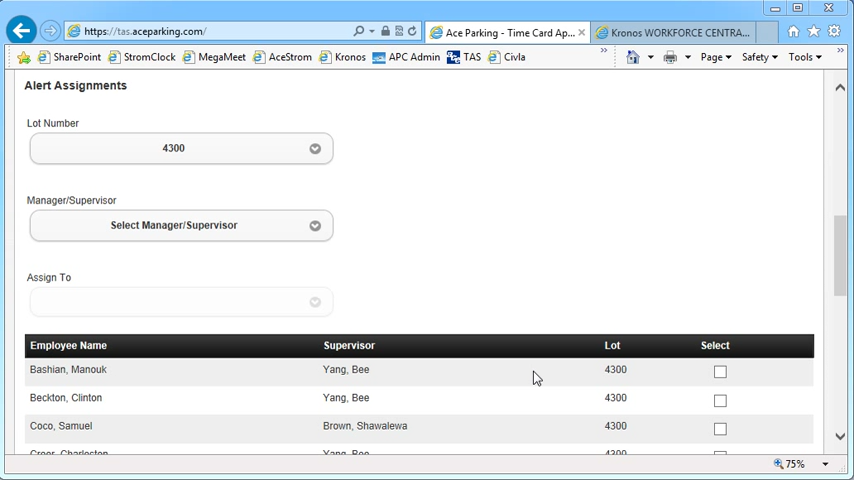 https://tas.aceparking.com/
Ace Parking - Time Card Ap...
Kronos WORKFORCE CENTRA...
SharePoint StromClock MegaMeet AceStrom Kronos APC Admin TAS Civla
Page Safety Tools
Alert Assignments
Lot Number
4300
Manager/Supervisor
Select Manager/Supervisor
Assign To
Employee Name Supervisor Lot Select
Bashian, Manouk Yang, Bee 4300
Beckton, Clinton Yang, Bee 4300
Coco, Samuel Brown, Shawalewa 4300
Yang, Bee 4300
75%